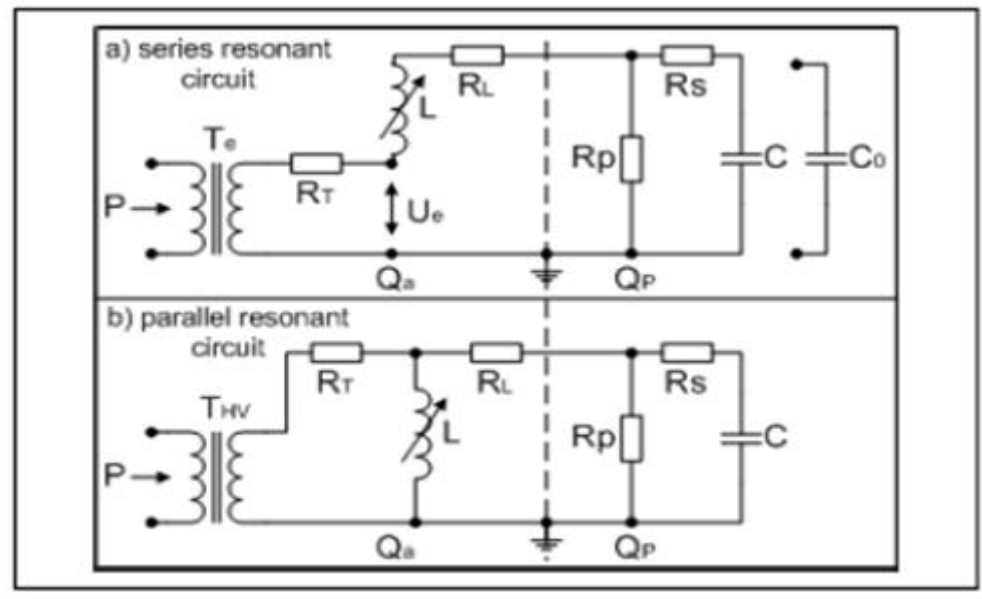 a) series resonant
circuit
RL
Rs
L
Te
Rp
C
Co
RT
P
Ue
Qa
QP
b) parallel resonant
circuit
RT
RL
Rs
THV
L
Rp
C
P
Qa
QP